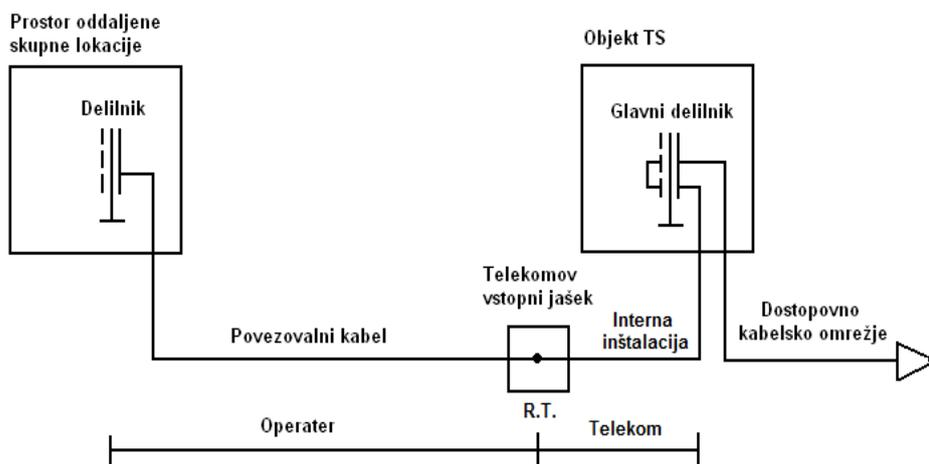 Prostor oddaljene
skupne lokacije
Objekt TS
Delilnik
Glavni delilnik
Telekomov
vstopni jašek
Interna
inštalacija
Dostopovno
kabelsko omrežje
Povezovalni kabel
R.T.
Operater
Telekom